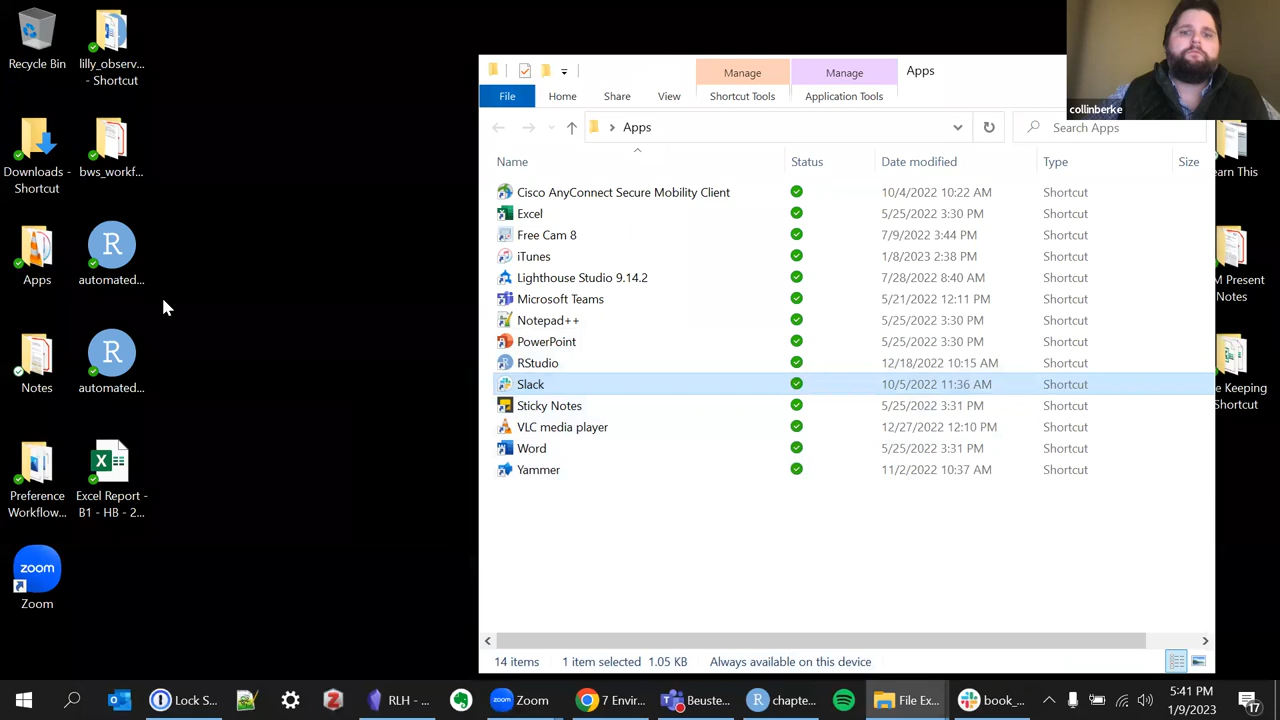 Recycle Bin
lilly_observ...
- Shortcut
Downloads -
Shortcut
bws_workf...
Apps
R
automated...
Notes
R
automated...
Preference
Workflow...
Excel Report -
B1 - HB - 2...
zoom
Zoom
Manage
Manage
Apps
File
Home
Share
View
Shortcut Tools
Application Tools
collinberke
Apps
Search Apps
Name
Status
Date modified
Type
Size
Cisco AnyConnect Secure Mobility Client 10/4/2022 10:22 AM Shortcut
Excel 5/25/2022 3:30 PM Shortcut
Free Cam 8 7/9/2022 3:44 PM Shortcut
iTunes 1/8/2023 2:38 PM Shortcut
Lighthouse Studio 9.14.2 7/28/2022 8:40 AM Shortcut
Microsoft Teams 5/21/2022 12:11 PM Shortcut
Notepad++ 5/25/2022 3:30 PM Shortcut
PowerPoint 5/25/2022 3:30 PM Shortcut
RStudio 12/18/2022 10:15 AM Shortcut
Slack 10/5/2022 11:36 AM Shortcut
Sticky Notes 5/25/2022 3:31 PM Shortcut
VLC media player 12/27/2022 12:10 PM Shortcut
Word 5/25/2022 3:31 PM Shortcut
Yammer 11/2/2022 10:37 AM Shortcut
14 items 1 item selected 1.05 KB Always available on this device
earn This
M Present
Notes
e Keeping
Shortcut
Lock S...
RLH - ...
zoom
Zoom
7 Envir...
Beuste...
R
chapte...
File Ex...
book_...
5:41 PM
1/9/2023
17